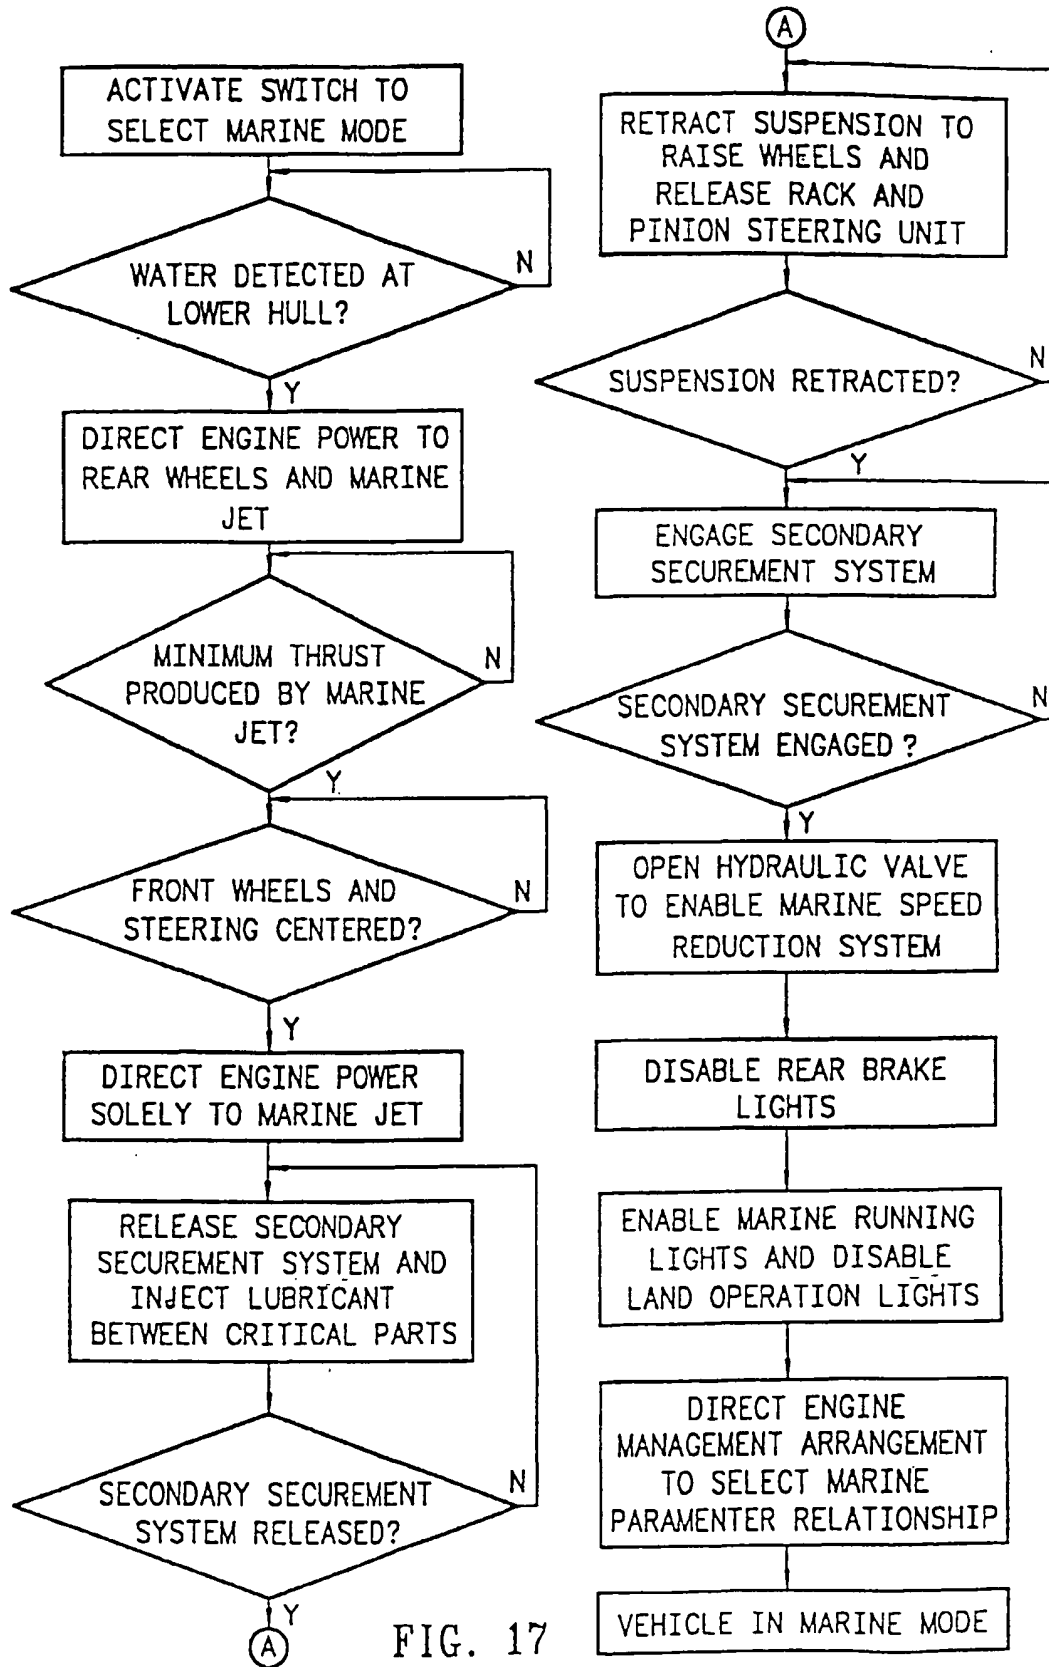 ACTIVATE SWITCH TO
SELECT MARINE MODE
WATER DETECTED AT
LOWER HULL?
N
Y
DIRECT ENGINE POWER TO
REAR WHEELS AND MARINE
JET
MINIMUM THRUST
PRODUCED BY MARINE
JET?
N
Y
FRONT WHEELS AND
STEERING CENTERED?
N
Y
DIRECT ENGINE POWER
SOLELY TO MARINE JET
RELEASE SECONDARY
SECUREMENT SYSTEM AND
INJECT LUBRICANT
BETWEEN CRITICAL PARTS
SECONDARY SECUREMENT
SYSTEM RELEASED?
N
Y
A
A
RETRACT SUSPENSION TO
RAISE WHEELS AND
RELEASE RACK AND
PINION STEERING UNIT
SUSPENSION RETRACTED?
N
Y
ENGAGE SECONDARY
SECUREMENT SYSTEM
SECONDARY SECUREMENT
SYSTEM ENGAGED?
N
Y
OPEN HYDRAULIC VALVE
TO ENABLE MARINE SPEED
REDUCTION SYSTEM
DISABLE REAR BRAKE
LIGHTS
ENABLE MARINE RUNNING
LIGHTS AND DISABLE
LAND OPERATION LIGHTS
DIRECT ENGINE
MANAGEMENT ARRANGEMENT
TO SELECT MARINE
PARAMENTER RELATIONSHIP
VEHICLE IN MARINE MODE
FIG. 17